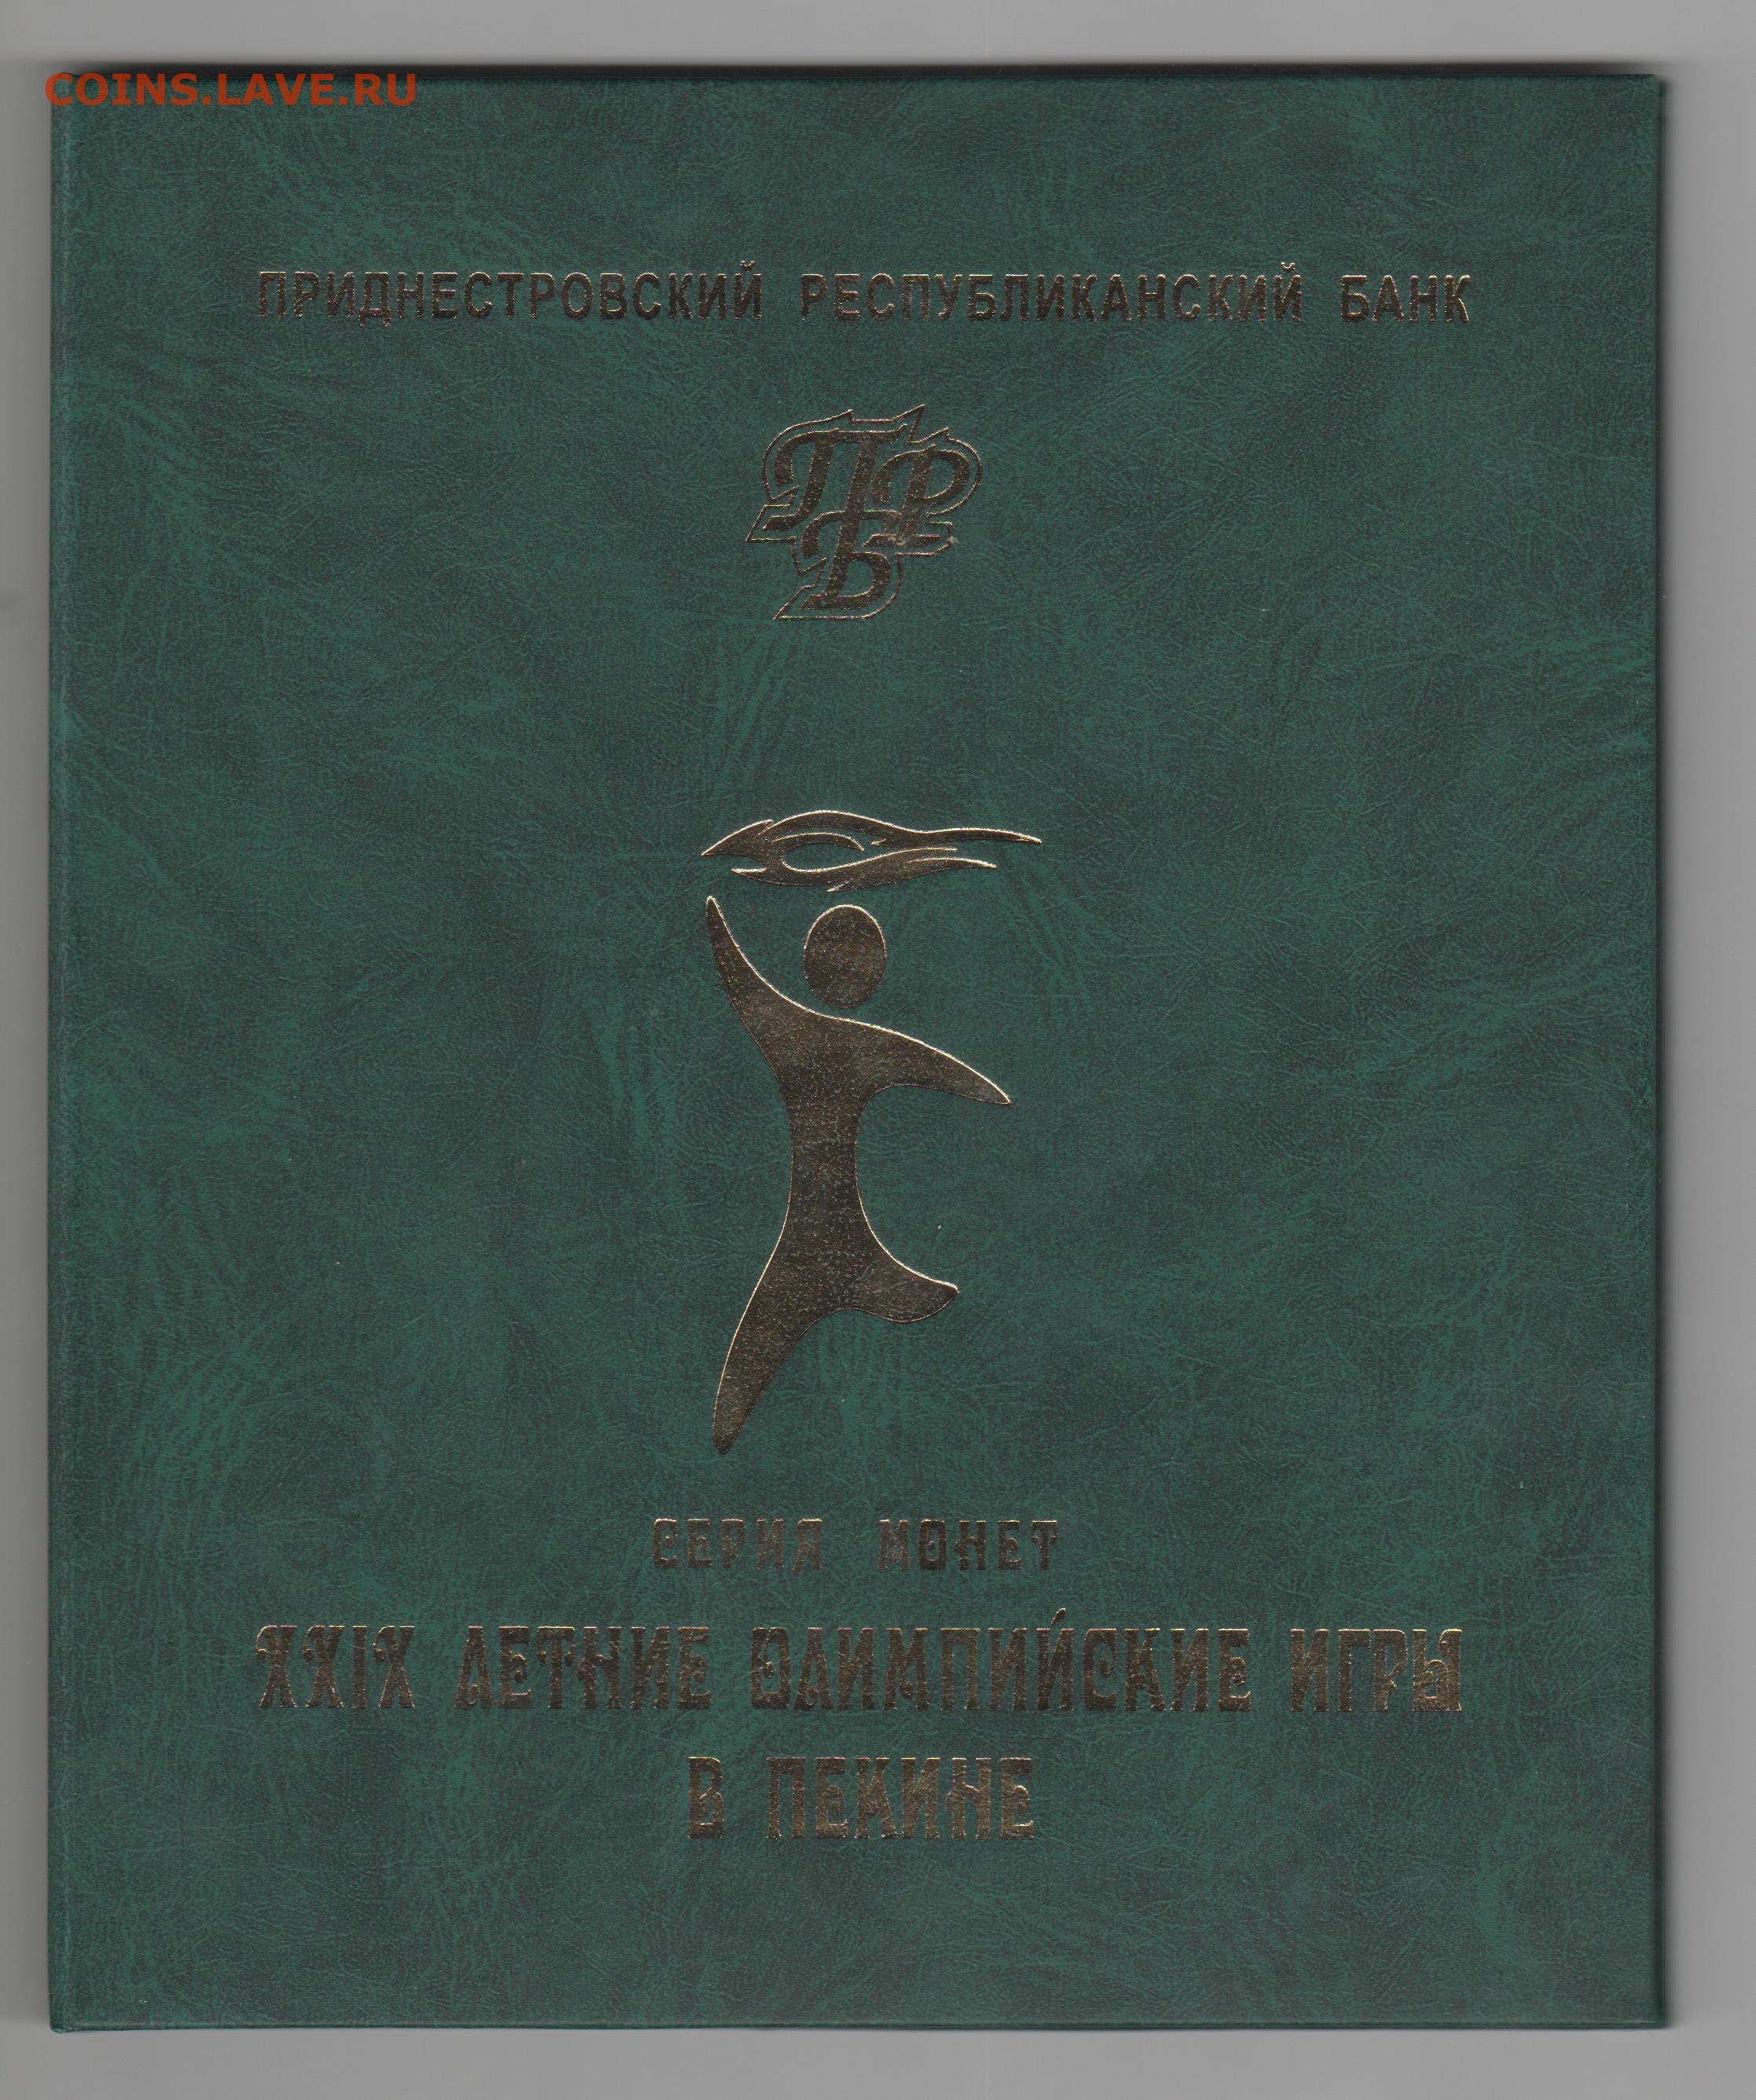 COINS.LAVE.RU
ПРИДНЕСТРОВСКИЙ РЕСПУБЛИКАНСКИЙ БАНК
ПРБ
СЕРИЯ МОНЕТ
XXIX ЛЕТНИЕ ОЛИМПИЙСКИЕ ИГРЫ
В ПЕКИНЕ